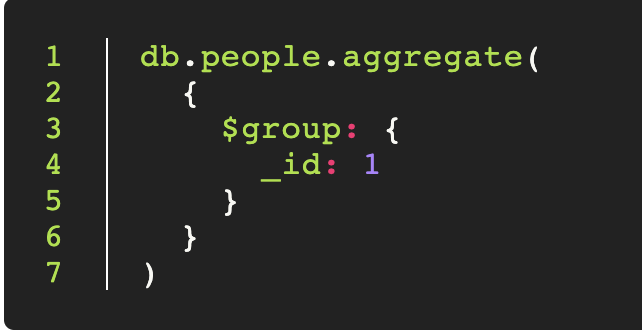 1 db.people.aggregate(
2 {
3 $group: {
4 _id: 1
5 }
6 }
7 )